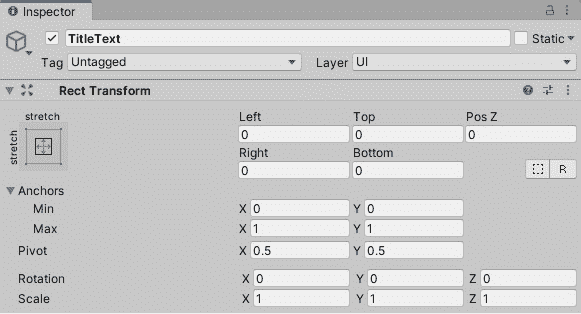 Inspector
TitleText Static
Tag Untagged Layer UI
Rect Transform
stretch
stretch
Left Top Pos Z
0 0 0
Right Bottom
0 0 R
Anchors
Min X 0 Y 0
Max X 1 Y 1
Pivot X 0.5 Y 0.5
Rotation X 0 Y 0 Z 0
Scale X 1 Y 1 Z 1